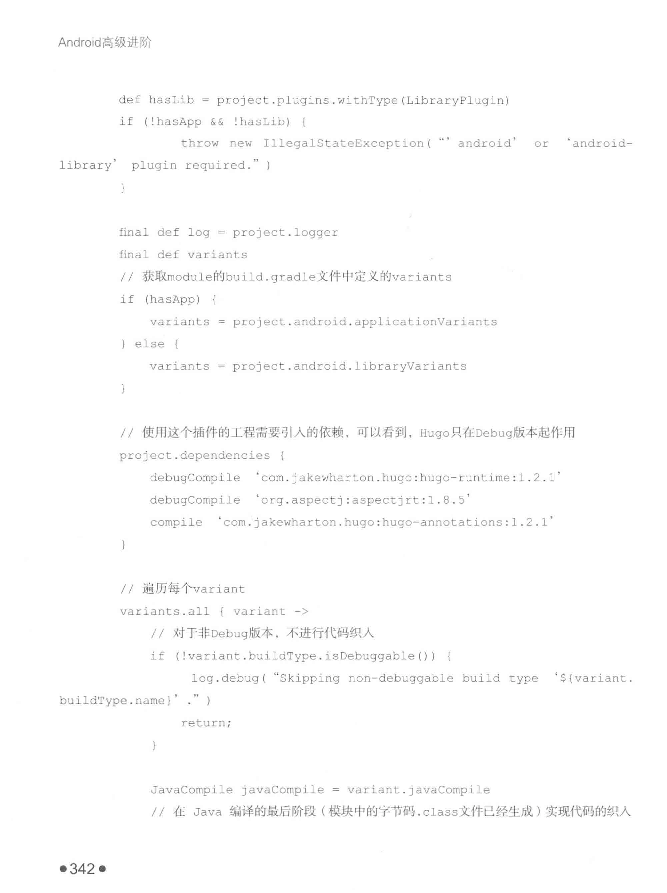 Android高级进阶
def hasLib = project.plugins.withType(LibraryPlugin)
if (!hasApp && !hasLib) {
throw new IllegalStateException(“’android’ or ‘android-
library’ plugin required.”)
}
final def log = project.logger
final def variants
// 获取module的build.gradle文件中定义的variants
if (hasApp) {
variants = project.android.applicationVariants
} else {
variants = project.android.libraryVariants
}
// 使用这个插件的工程需要引入的依赖，可以看到，Hugo只在Debug版本起作用
project.dependencies {
debugCompile ‘com.jakewharton.hugo:hugo-runtime:1.2.1’
debugCompile ‘org.aspectj:aspectjrt:1.8.5’
compile ‘com.jakewharton.hugo:hugo-annotations:1.2.1’
}
// 遍历每个variant
variants.all { variant ->
// 对于非Debug版本，不进行代码织入
if (!variant.buildType.isDebuggable()) {
log.debug(“Skipping non-debuggable build type ‘${variant.
buildType.name}’.”)
return;
}
JavaCompile javaCompile = variant.javaCompile
// 在 Java 编译的最后阶段（模块中的字节码.class文件已经生成）实现代码的织入
●342●